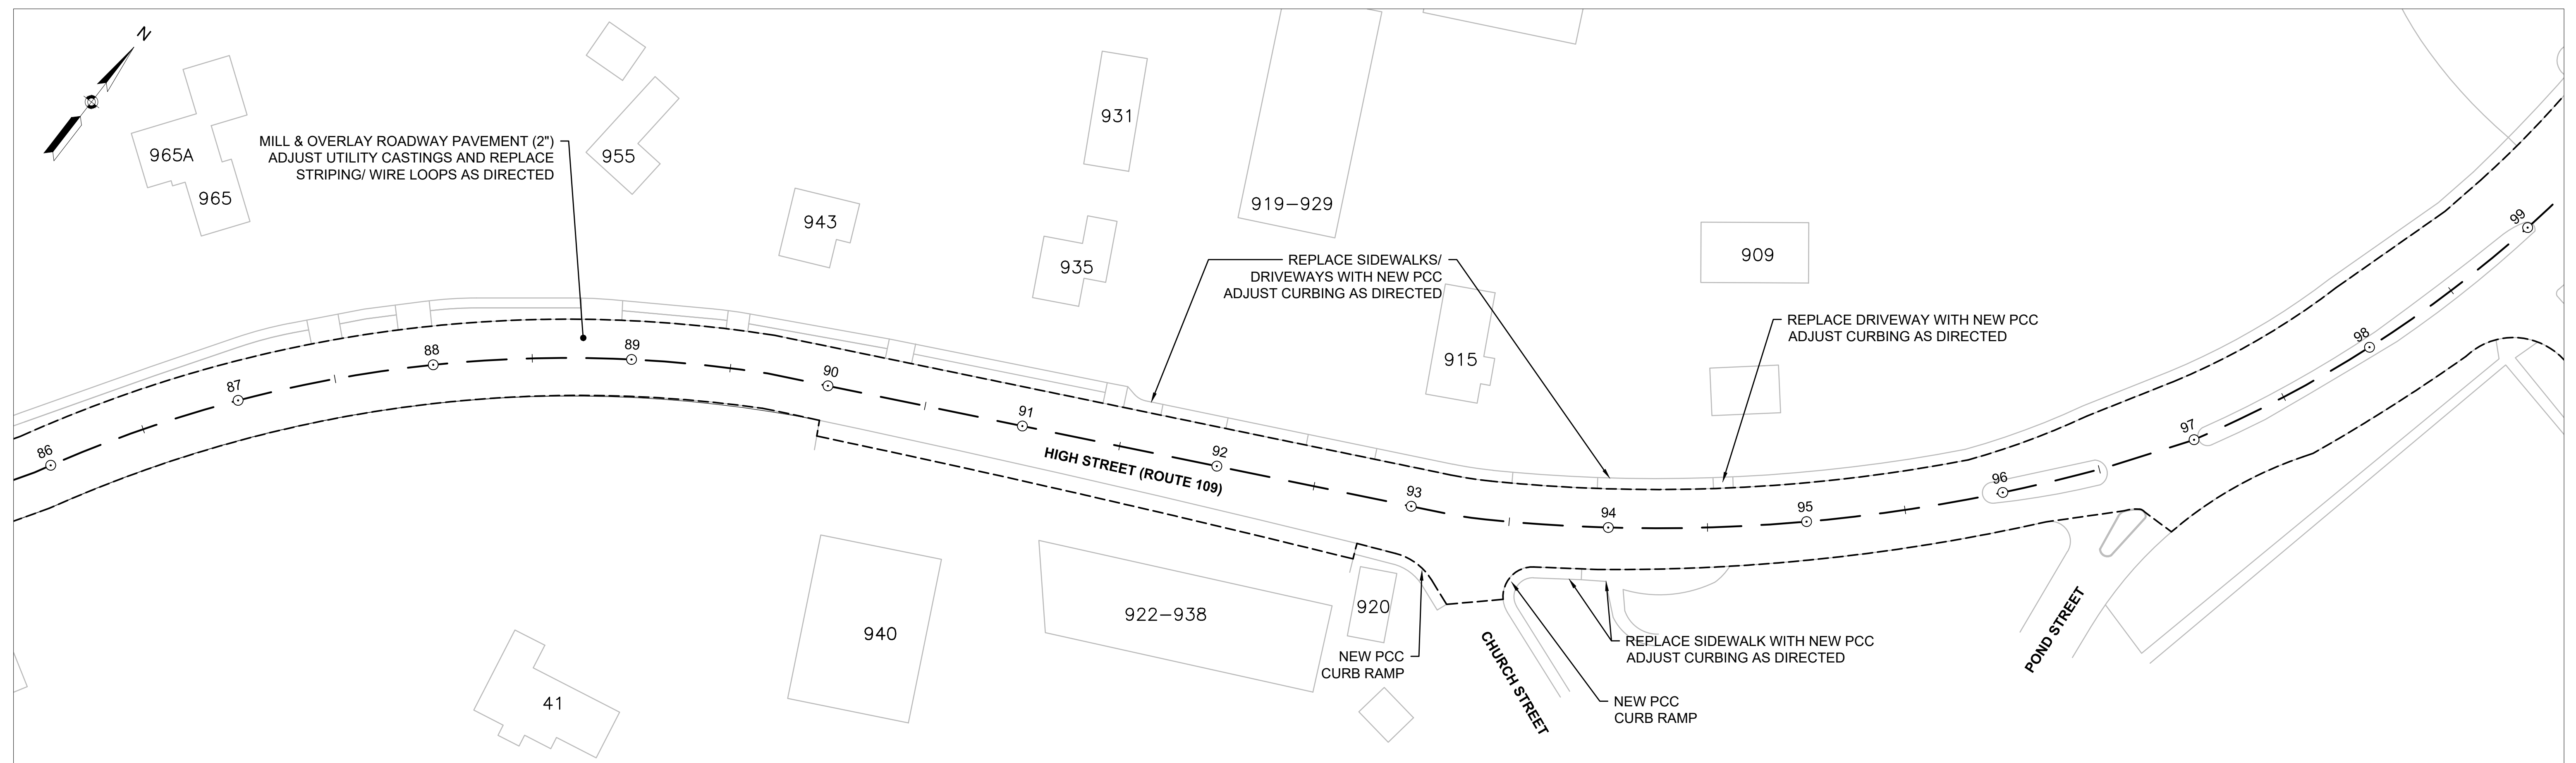 N
965A
965
MILL & OVERLAY ROADWAY PAVEMENT (2")
ADJUST UTILITY CASTINGS AND REPLACE
STRIPING/ WIRE LOOPS AS DIRECTED
955
943
931
935
919-929
REPLACE SIDEWALKS/
DRIVEWAYS WITH NEW PCC
ADJUST CURBING AS DIRECTED
915
909
REPLACE DRIVEWAY WITH NEW PCC
ADJUST CURBING AS DIRECTED
86
87
88
89
90
91
92
93
94
95
96
97
98
99
HIGH STREET (ROUTE 109)
41
940
922-938
920
NEW PCC
CURB RAMP
CHURCH STREET
REPLACE SIDEWALK WITH NEW PCC
ADJUST CURBING AS DIRECTED
NEW PCC
CURB RAMP
POND STREET